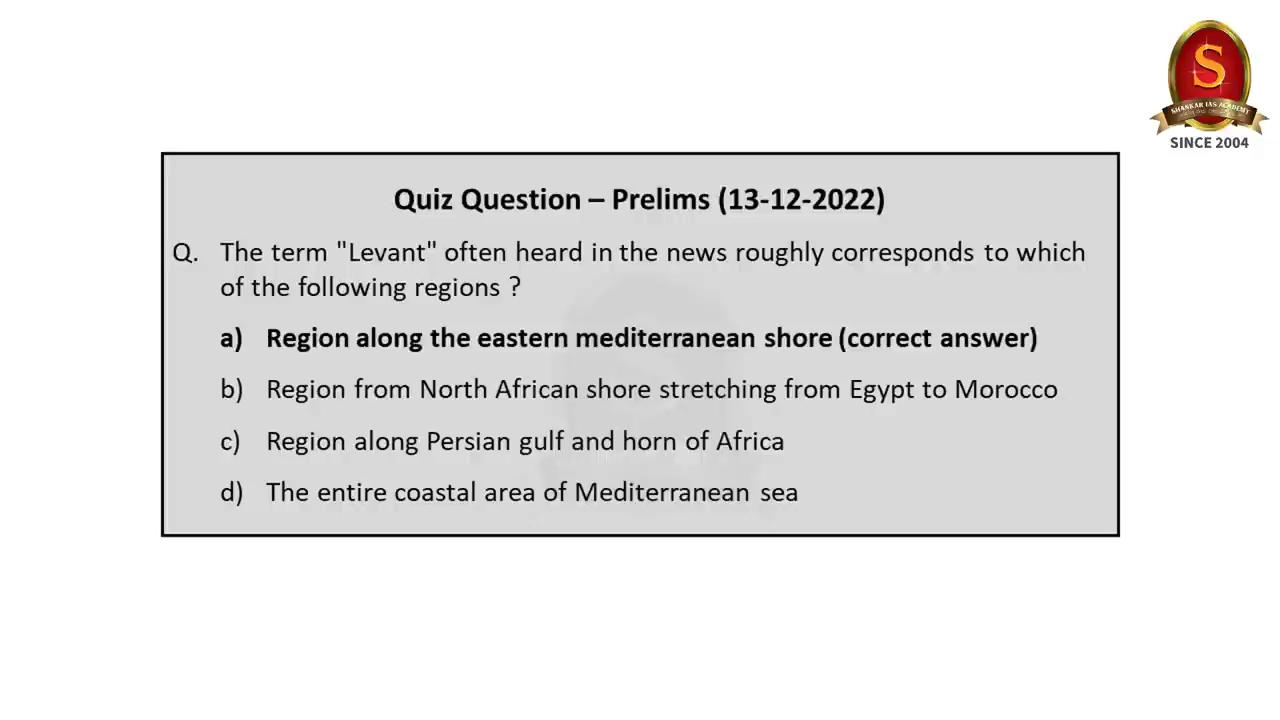 S
SHANKAR IAS ACADEMY
SINCE 2004
Quiz Question – Prelims (13-12-2022)
Q. The term "Levant" often heard in the news roughly corresponds to which
of the following regions ?
a) Region along the eastern mediterranean shore (correct answer)
b) Region from North African shore stretching from Egypt to Morocco
c) Region along Persian gulf and horn of Africa
d) The entire coastal area of Mediterranean sea